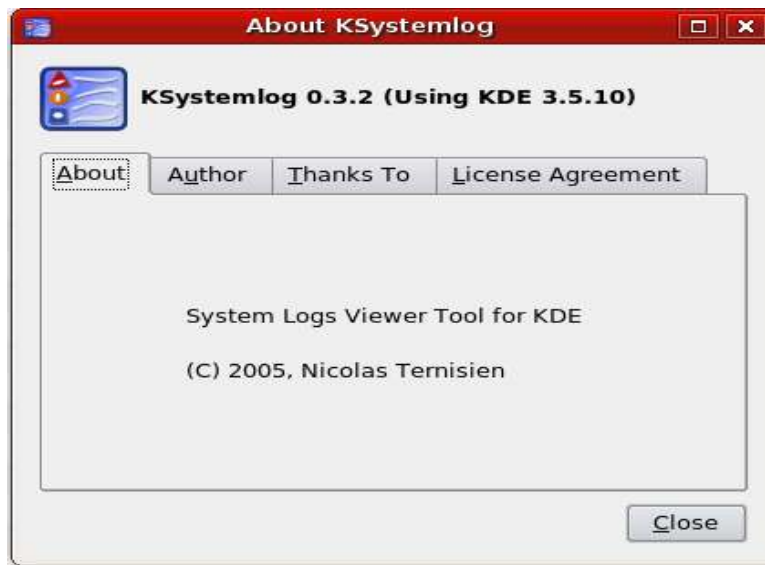 About KSystemlog
KSystemlog 0.3.2 (Using KDE 3.5.10)
About Author Thanks To License Agreement
System Logs Viewer Tool for KDE
(C) 2005, Nicolas Ternisien
Close